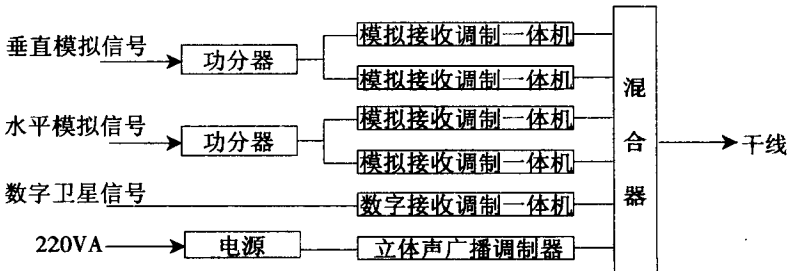 垂直模拟信号
功分器
模拟接收调制一体机
模拟接收调制一体机
水平模拟信号
功分器
模拟接收调制一体机
模拟接收调制一体机
数字卫星信号
数字接收调制一体机
220VA
电源
立体声广播调制器
混合器
干线